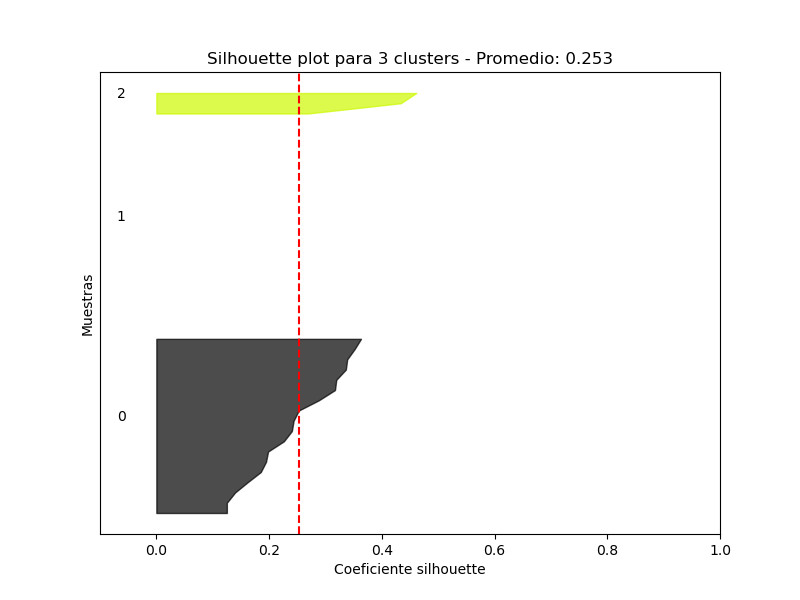 Silhouette plot para 3 clusters - Promedio: 0.253
2
1
0
Muestras
0.0 0.2 0.4 0.6 0.8 1.0
Coeficiente silhouette